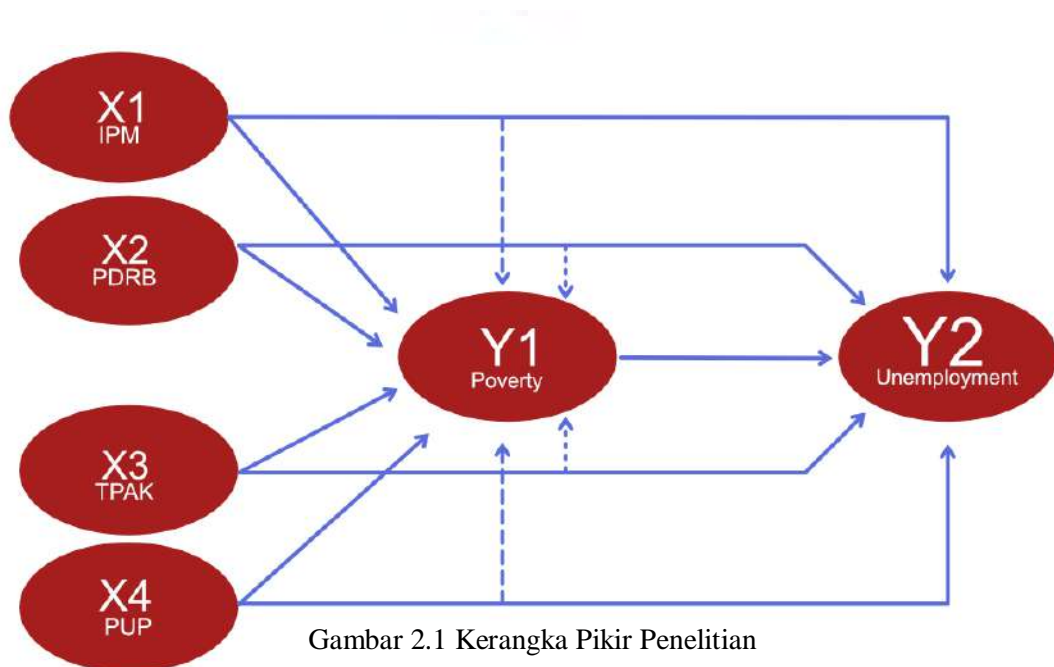 X1
IPM
X2
PDRB
Y1
Poverty
Y2
Unemployment
X3
TPAK
X4
PUP
Gambar 2.1 Kerangka Pikir Penelitian